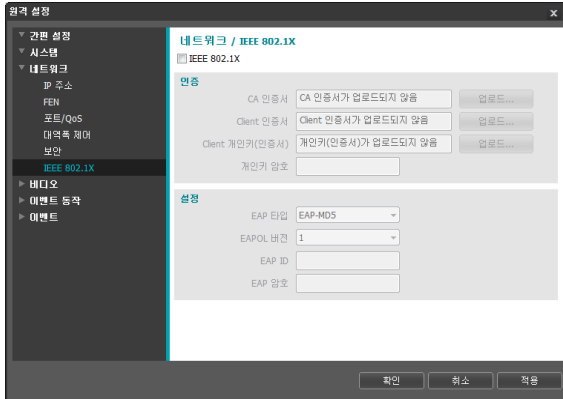 원격 설정
x
간편 설정
시스템
네트워크
IP 주소
FEN
포트/QoS
대역폭 제어
보안
IEEE 802.1X
비디오
이벤트 동작
이벤트
네트워크 / IEEE 802.1X
IEEE 802.1X
인증
CA 인증서 CA 인증서가 업로드되지 않음 업로드...
Client 인증서 Client 인증서가 업로드되지 않음 업로드...
Client 개인키(인증서) 개인키(인증서)가 업로드되지 않음 업로드...
개인키 암호
설정
EAP 타입 EAP-MD5
EAPOL 버전 1
EAP ID
EAP 암호
확인 취소 적용